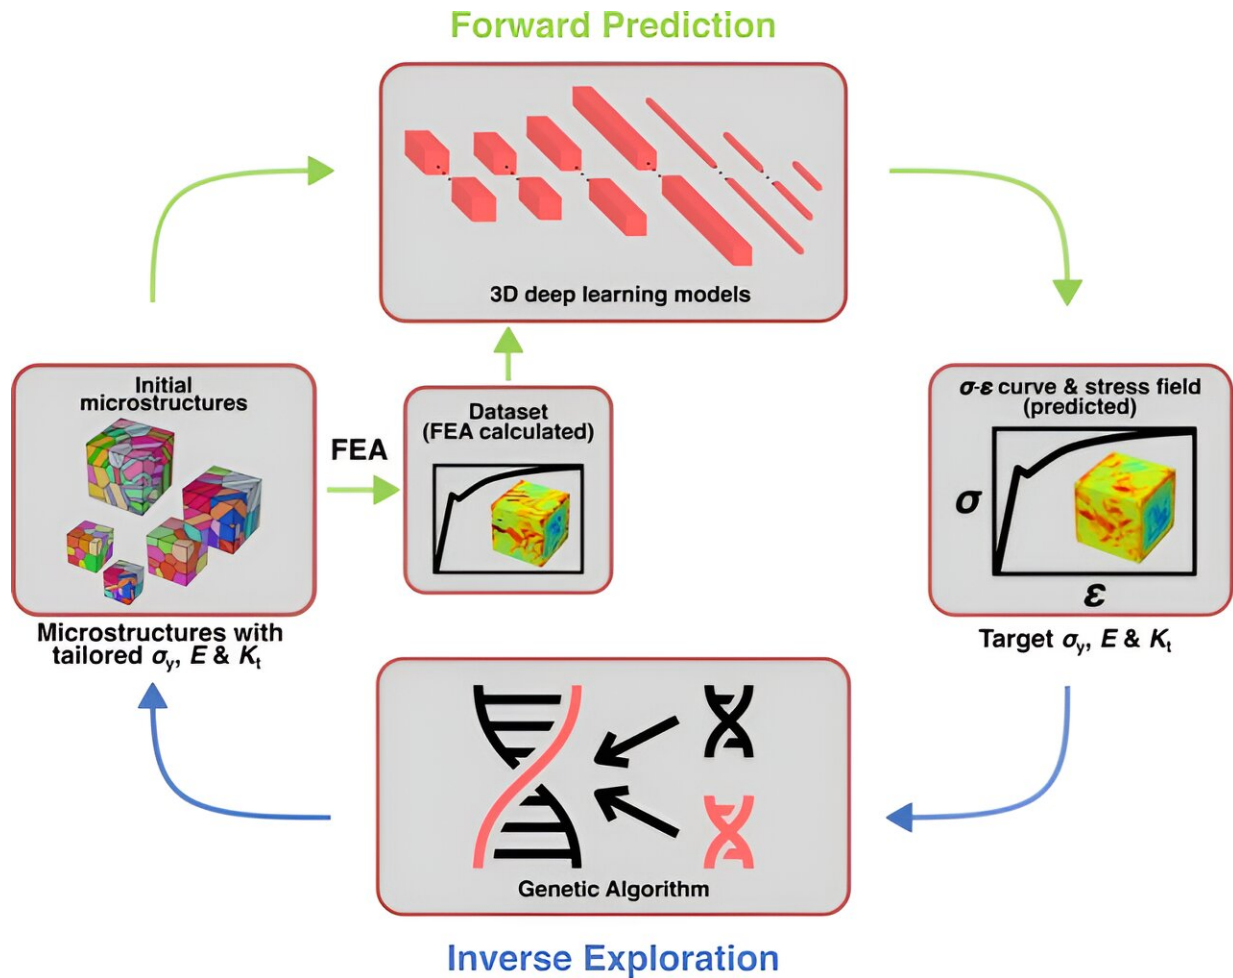 Forward Prediction
3D deep learning models
Initial
microstructures
FEA
Dataset
(FEA calculated)
σ-ε curve & stress field
(predicted)
σ
ε
Microstructures with
tailored σy, E & Kt
Target σy, E & Kt
Genetic Algorithm
Inverse Exploration